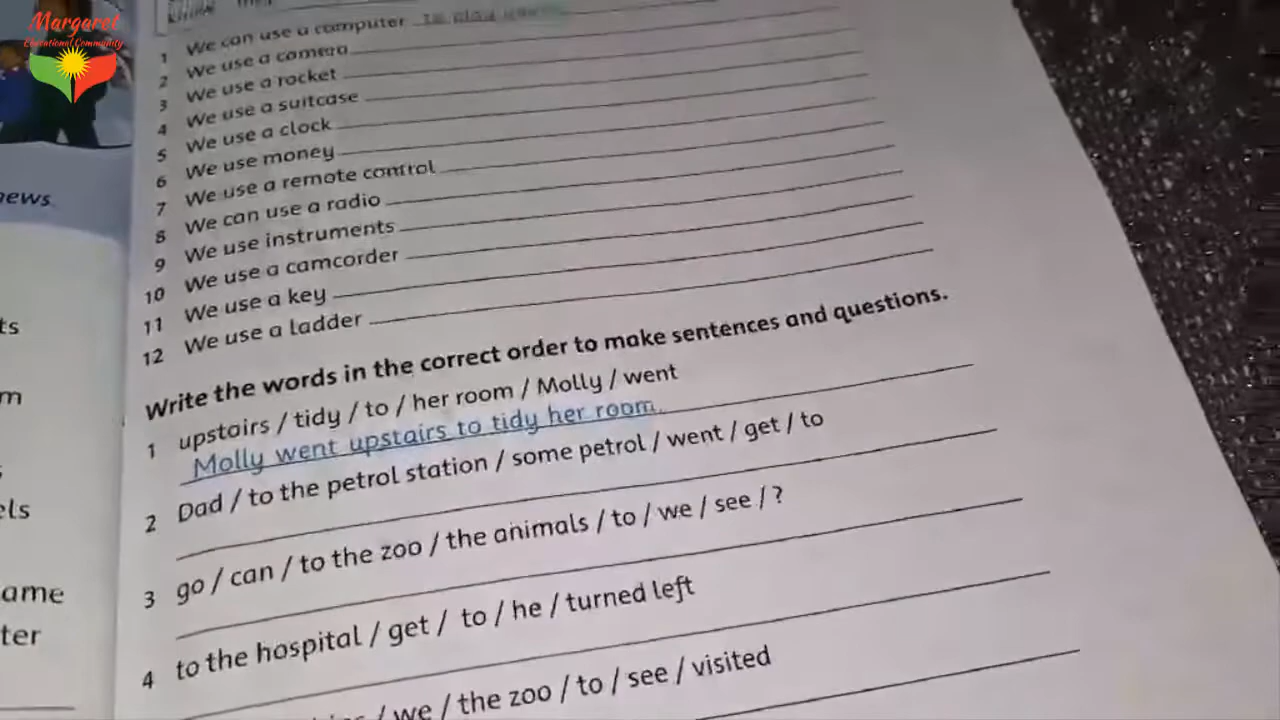 Margaret
Educational Community
1 We can use a computer to play
2 We use a camera
3 We use a rocket
4 We use a suitcase
5 We use a clock
6 We use money
7 We use a remote control
8 We can use a radio
9 We use instruments
10 We use a camcorder
11 We use a key
12 We use a ladder
Write the words in the correct order to make sentences and questions.
1 upstairs / tidy / to / her room / Molly / went
Molly went upstairs to tidy her room.
2 Dad / to the petrol station / some petrol / went / get / to
3 go / can / to the zoo / the animals / to / we / see / ?
4 to the hospital / get / to / he / turned left
/ we / the zoo / to / see / visited
news.
ts
m
els
ame
ter